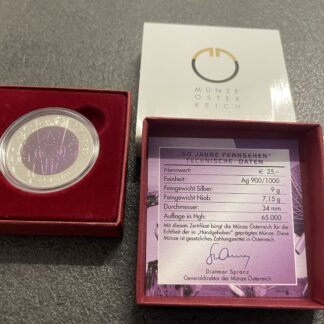 MÜNZE
OSTER
REICH
„50 JAHRE FERNSEHEN"
TECHNISCHE DATEN
Nennwert: € 25,–
Feinheit: Ag 900/1000
Feingewicht Silber: 9 g
Feingewicht Niob: 7,15 g
Durchmesser: 34 mm
Auflage in Hgh: 65.000
Mit diesem Zertifikat bürgt die Münze Österreich für die
Echtheit der in „Handgehoben" geprägten Münze. Diese
Münze ist gesetzliches Zahlungsmittel in Österreich.
Dietmar Spranz
Generaldirektor der Münze Österreich